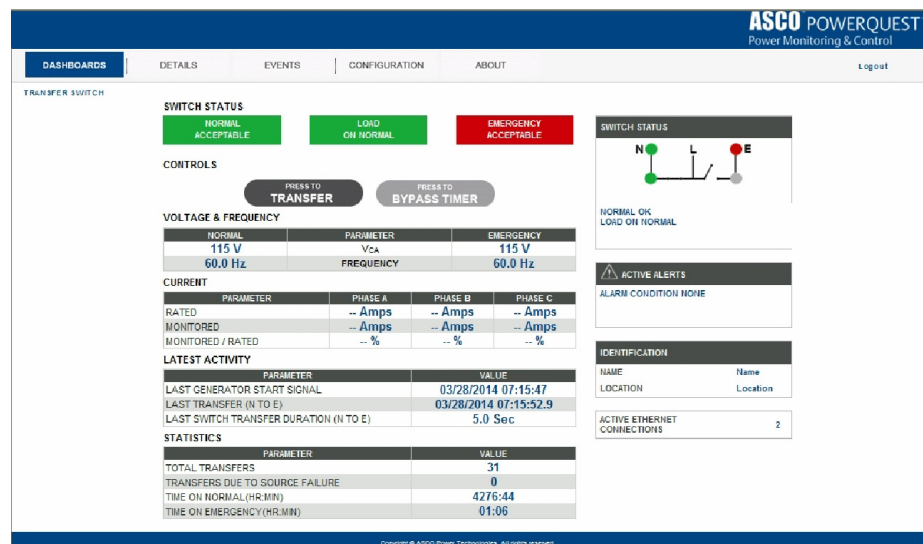 ASCO POWERQUEST
Power Monitoring & Control
DASHBOARDS DETAILS EVENTS CONFIGURATION ABOUT Logout
TRANSFER SWITCH
SWITCH STATUS
NORMAL ACCEPTABLE
LOAD ON NORMAL
EMERGENCY ACCEPTABLE
CONTROLS
PRESS TO TRANSFER
PRESS TO BYPASS TIMER
VOLTAGE & FREQUENCY
NORMAL PARAMETER EMERGENCY
115 V VCA 115 V
60.0 Hz FREQUENCY 60.0 Hz
CURRENT
PARAMETER PHASE A PHASE B PHASE C
RATED -- Amps -- Amps -- Amps
MONITORED -- Amps -- Amps -- Amps
MONITORED / RATED -- % -- % -- %
LATEST ACTIVITY
PARAMETER VALUE
LAST GENERATOR START SIGNAL 03/28/2014 07:15:47
LAST TRANSFER (N TO E) 03/28/2014 07:15:52.9
LAST SWITCH TRANSFER DURATION (N TO E) 5.0 Sec
STATISTICS
PARAMETER VALUE
TOTAL TRANSFERS 31
TRANSFERS DUE TO SOURCE FAILURE 0
TIME ON NORMAL(HR:MIN) 4276:44
TIME ON EMERGENCY(HR:MIN) 01:06
SWITCH STATUS
N L E
NORMAL OK
LOAD ON NORMAL
ACTIVE ALERTS
ALARM CONDITION NONE
IDENTIFICATION
NAME Name
LOCATION Location
ACTIVE ETHERNET
CONNECTIONS 2
Copyright © ASCO Power Technologies. All rights reserved.